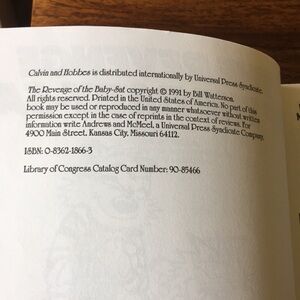 Calvin and Hobbes is distributed internationally by Universal Press Syndicate.
The Revenge of the Baby-Sat copyright © 1991 by Bill Watterson.
All rights reserved. Printed in the United States of America. No part of this
book may be used or reproduced in any manner whatsoever without written
permission except in the case of reprints in the context of reviews. For
information write Andrews and McMeel, a Universal Press Syndicate Company,
4900 Main Street, Kansas City, Missouri 64112.
ISBN: 0-8362-1866-3
Library of Congress Catalog Card Number: 90-85466